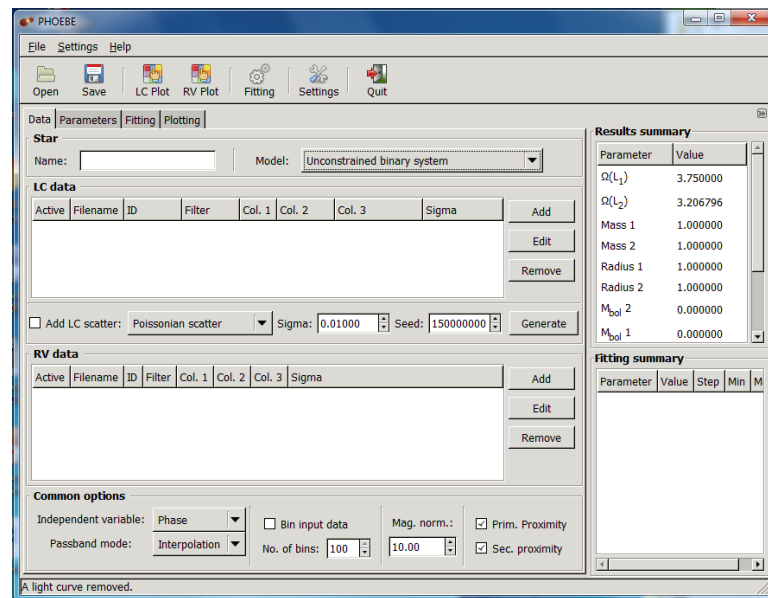 PHOEBE
File Settings Help
Open Save LC Plot RV Plot Fitting Settings Quit
Data Parameters Fitting Plotting
Star
Name: Model: Unconstrained binary system
LC data
Active Filename ID Filter Col. 1 Col. 2 Col. 3 Sigma
Add
Edit
Remove
Add LC scatter: Poissonian scatter Sigma: 0.01000 Seed: 150000000 Generate
RV data
Active Filename ID Filter Col. 1 Col. 2 Col. 3 Sigma
Add
Edit
Remove
Common options
Independent variable: Phase
Passband mode: Interpolation
Bin input data
No. of bins: 100
Mag. norm.:
10.00
Prim. Proximity
Sec. proximity
Results summary
Parameter Value
Ω(L₁) 3.750000
Ω(L₂) 3.206796
Mass 1 1.000000
Mass 2 1.000000
Radius 1 1.000000
Radius 2 1.000000
Mbol 2 0.000000
Mbol 1 0.000000
Fitting summary
Parameter Value Step Min M
A light curve removed.